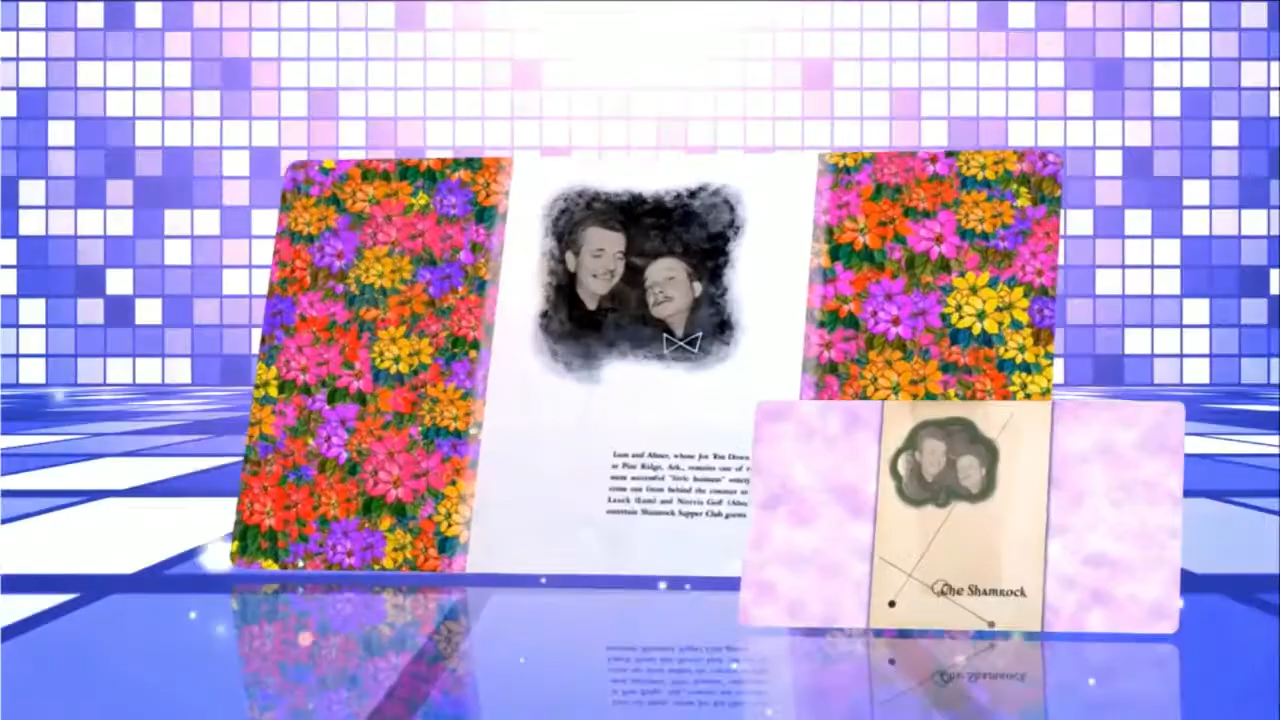 Lum and Abner, whose Jot 'Em Down
at Pine Ridge, Ark., remains one of
most successful "little business"
come out from behind the counter
Lauck (Lum) and Norris Goff
entertain Shamrock Supper Club guests
The Shamrock